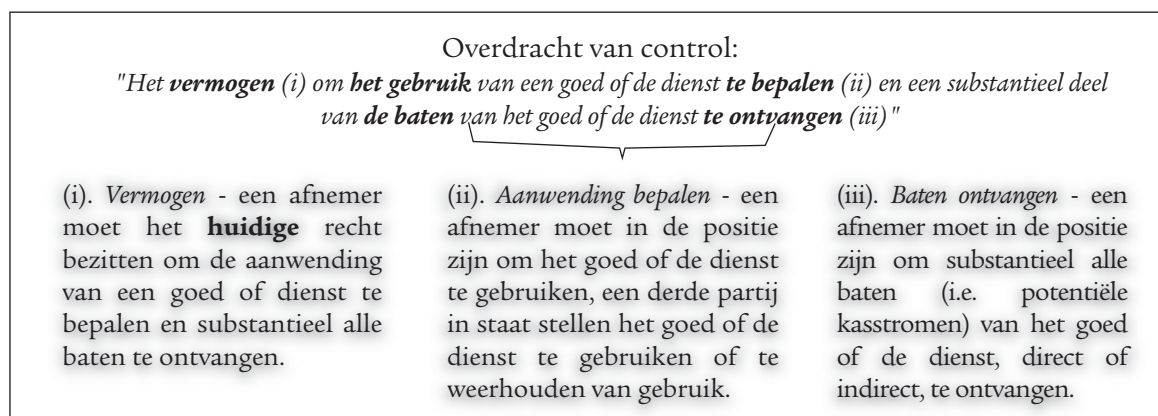 Overdracht van control:
"Het vermogen (i) om het gebruik van een goed of de dienst te bepalen (ii) en een substantieel deel
van de baten van het goed of de dienst te ontvangen (iii) "
(i). Vermogen - een afnemer
moet het huidige recht
bezitten om de aanwending
van een goed of dienst te
bepalen en substantieel alle
baten te ontvangen.
(ii). Aanwending bepalen - een
afnemer moet in de positie
zijn om het goed of de dienst
te gebruiken, een derde partij
in staat stellen het goed of de
dienst te gebruiken of te
weerhouden van gebruik.
(iii). Baten ontvangen - een
afnemer moet in de positie
zijn om substantieel alle
baten (i.e. potentiële
kasstromen) van het goed
of de dienst, direct of
indirect, te ontvangen.